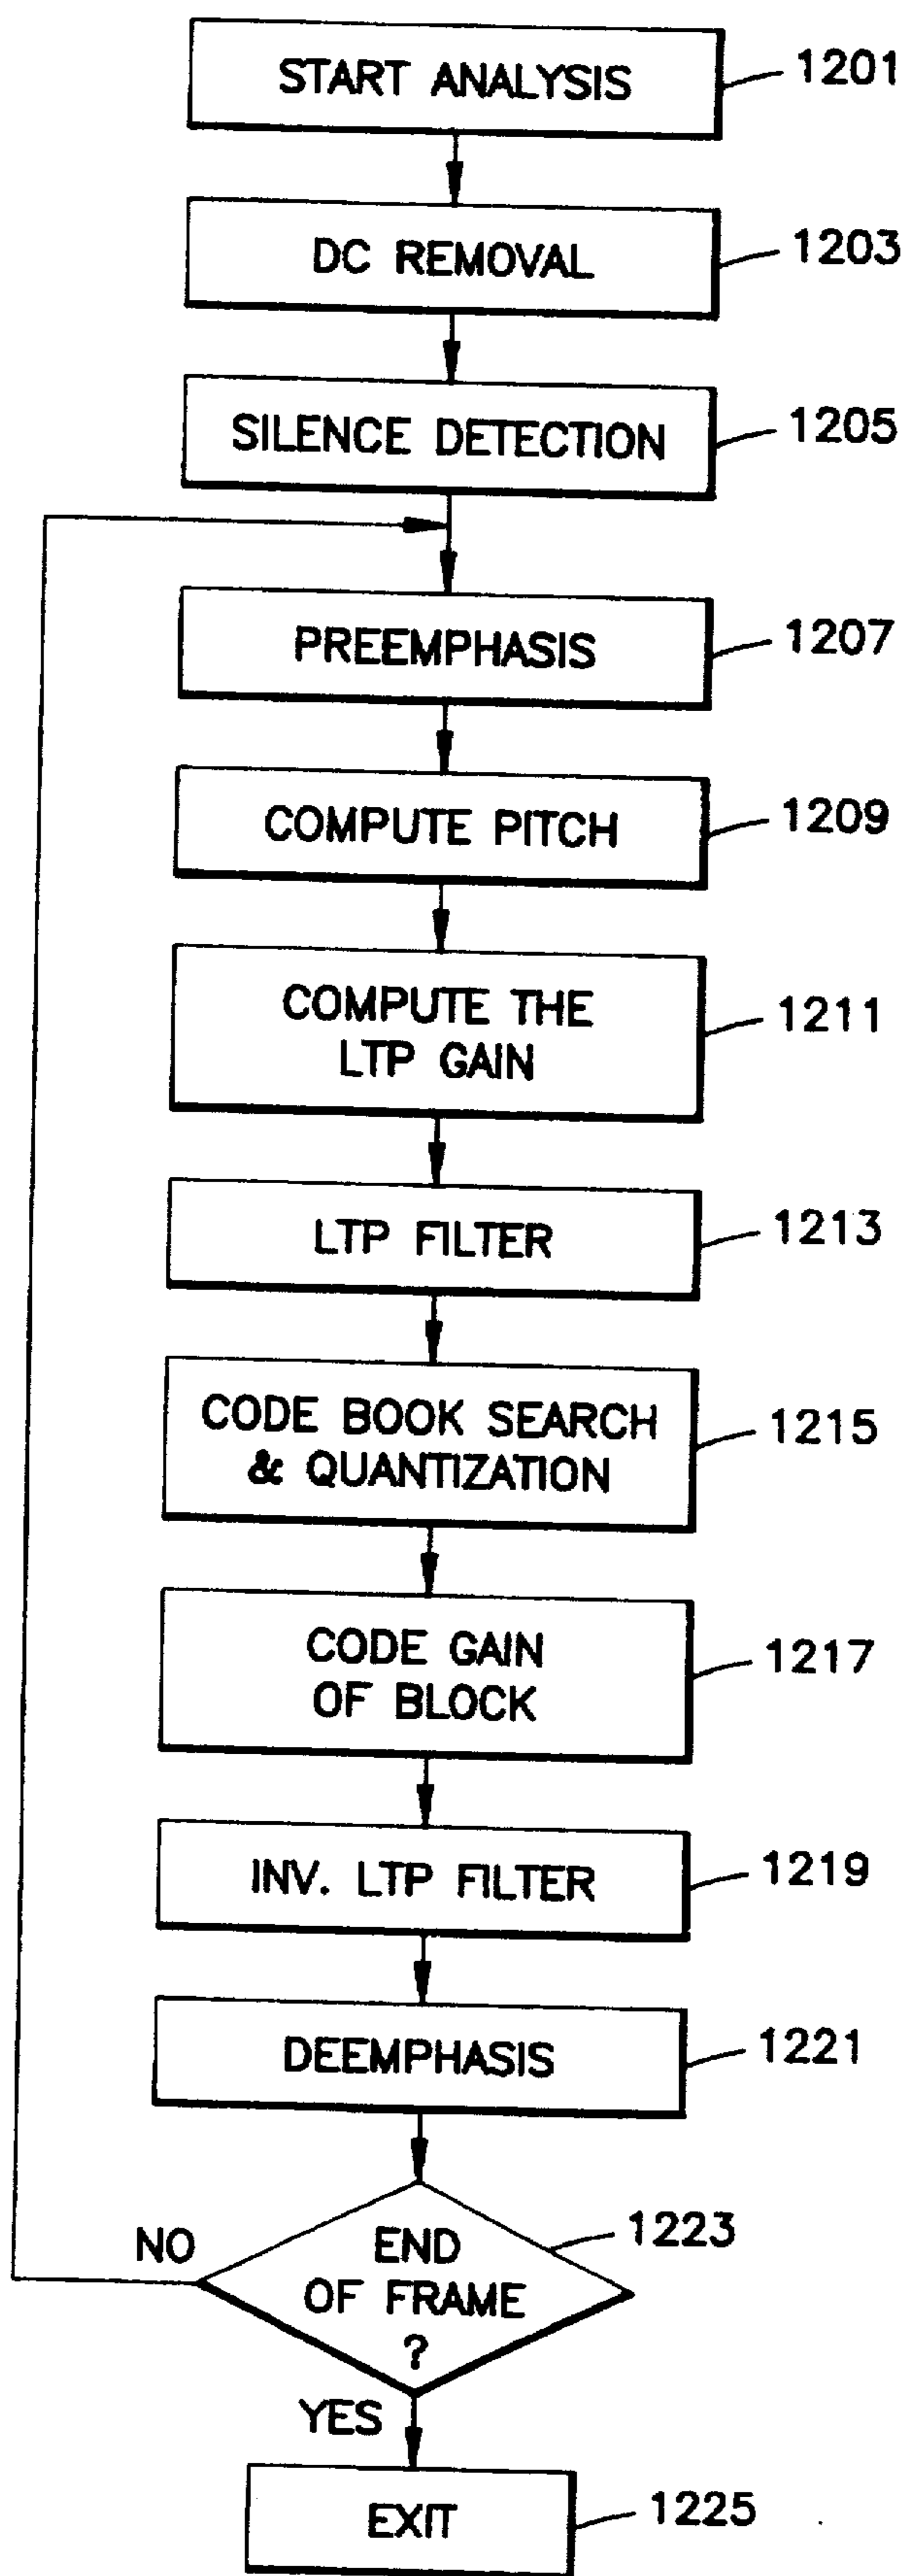 START ANALYSIS
1201
DC REMOVAL
1203
SILENCE DETECTION
1205
PREEMPHASIS
1207
COMPUTE PITCH
1209
COMPUTE THE
LTP GAIN
1211
LTP FILTER
1213
CODE BOOK SEARCH
& QUANTIZATION
1215
CODE GAIN
OF BLOCK
1217
INV. LTP FILTER
1219
DEEMPHASIS
1221
NO
END
OF FRAME
?
1223
YES
EXIT
1225